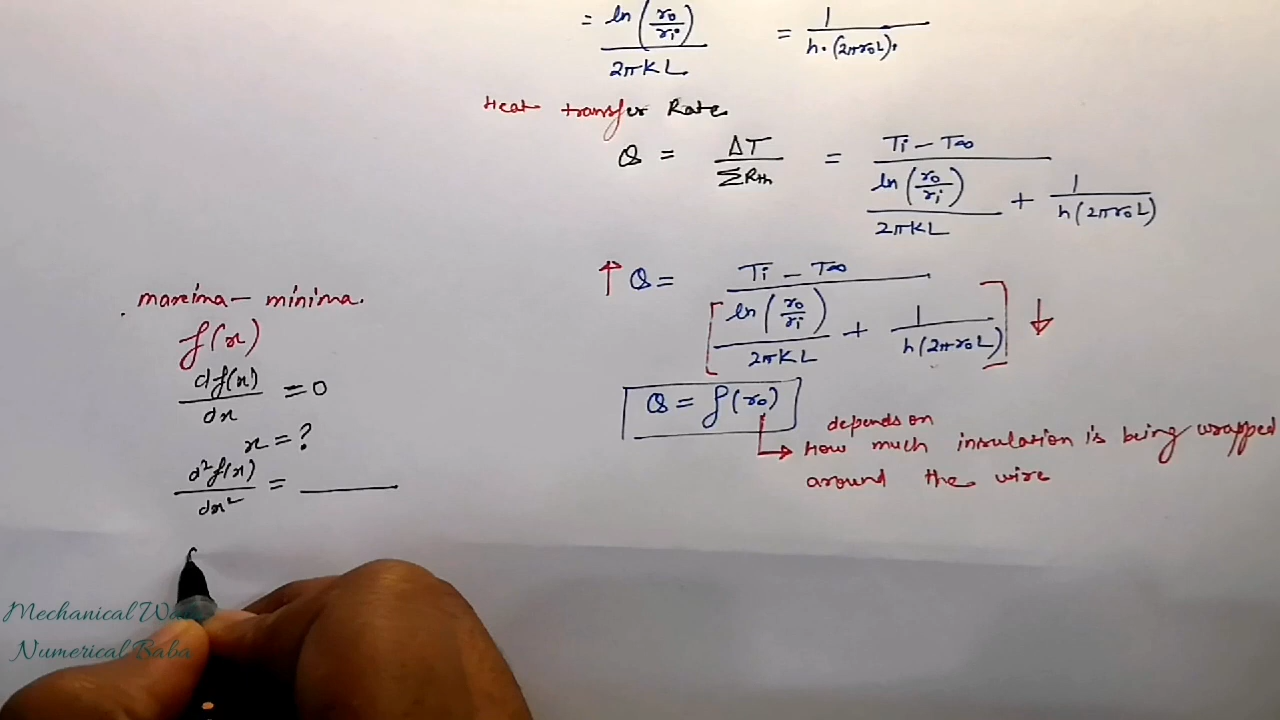 = ln(r₀/rᵢ)/2πKL = 1/h·(2πr₀L)·
Heat transfer Rate
Q = ΔT/ΣRth = Ti – T∞/ln(r₀/rᵢ)/2πKL + 1/h(2πr₀L)
↑ Q = Ti – T∞/[ln(r₀/rᵢ)/2πKL + 1/h(2πr₀L)] ↓
Q = f(r₀)
depends on
How much insulation is being wrapped
around the wire
maxima – minima.
f(x)
df(x)/dx = 0
x = ?
d²f(x)/dx² = ______
Mechanical
Numerical Baba